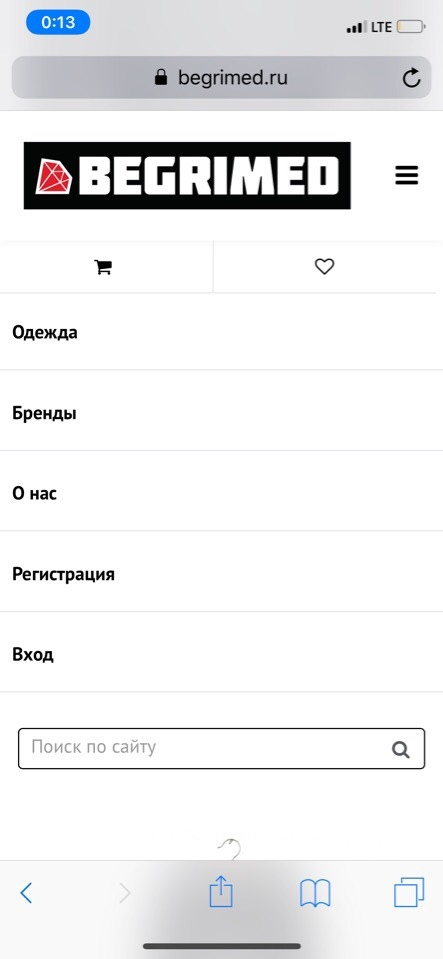 0:13
LTE
begrimed.ru
BEGRIMED
Одежда
Бренды
О нас
Регистрация
Вход
Поиск по сайту